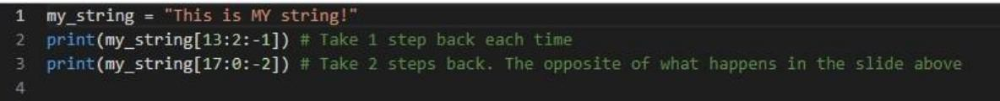 1 my_string = "This is MY string!"
2 print(my_string[13:2:-1]) # Take 1 step back each time
3 print(my_string[17:0:-2]) # Take 2 steps back. The opposite of what happens in the slide above
4